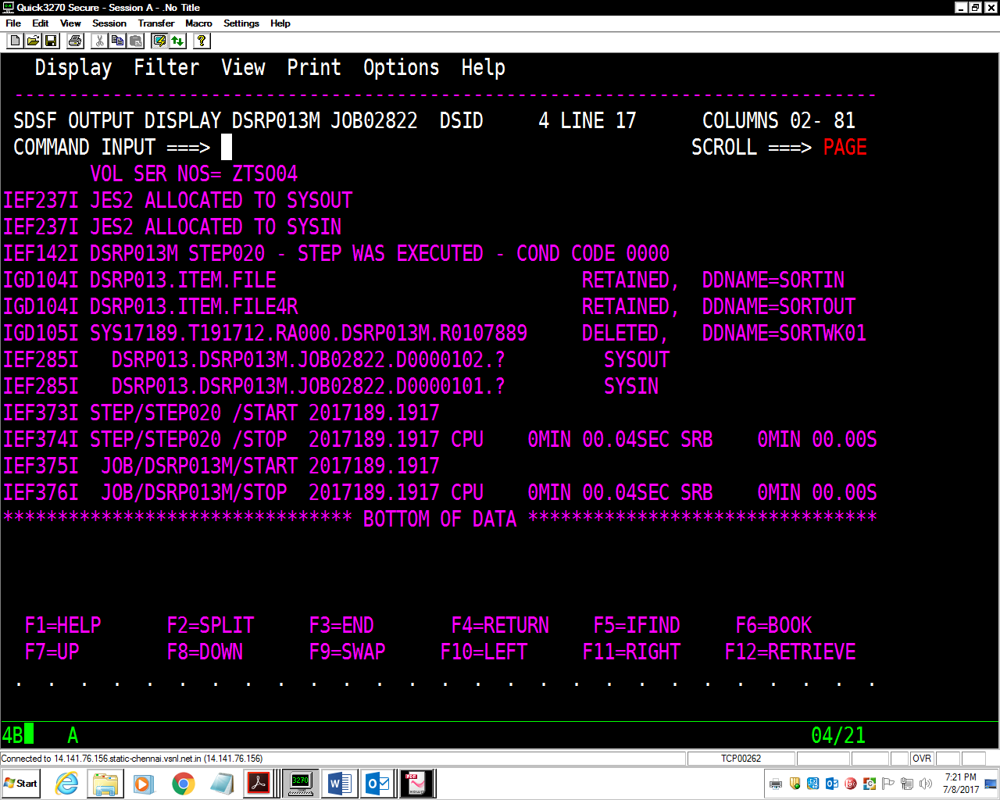 Quick3270 Secure - Session A - .No Title
File Edit View Session Transfer Macro Settings Help
Display Filter View Print Options Help
-------------------------------------------------------------------------------
SDSF OUTPUT DISPLAY DSRP013M JOB02822 DSID 4 LINE 17 COLUMNS 02- 81
COMMAND INPUT ===> SCROLL ===> PAGE
VOL SER NOS= ZTSO04
IEF237I JES2 ALLOCATED TO SYSOUT
IEF237I JES2 ALLOCATED TO SYSIN
IEF142I DSRP013M STEP020 - STEP WAS EXECUTED - COND CODE 0000
IGD104I DSRP013.ITEM.FILE RETAINED, DDNAME=SORTIN
IGD104I DSRP013.ITEM.FILE4R RETAINED, DDNAME=SORTOUT
IGD105I SYS17189.T191712.RA000.DSRP013M.R0107889 DELETED, DDNAME=SORTWK01
IEF285I DSRP013.DSRP013M.JOB02822.D0000102.? SYSOUT
IEF285I DSRP013.DSRP013M.JOB02822.D0000101.? SYSIN
IEF373I STEP/STEP020 /START 2017189.1917
IEF374I STEP/STEP020 /STOP 2017189.1917 CPU 0MIN 00.04SEC SRB 0MIN 00.00S
IEF375I JOB/DSRP013M/START 2017189.1917
IEF376I JOB/DSRP013M/STOP 2017189.1917 CPU 0MIN 00.04SEC SRB 0MIN 00.00S
******************************** BOTTOM OF DATA ********************************
F1=HELP F2=SPLIT F3=END F4=RETURN F5=IFIND F6=BOOK
F7=UP F8=DOWN F9=SWAP F10=LEFT F11=RIGHT F12=RETRIEVE
. . . . . . . . . . . . . . . . . . . . . . . . . . .
4B A 04/21
Connected to 14.141.76.156.static-chennai.vsnl.net.in (14.141.76.156) TCP00262 OVR
Start 3270 PDF 7:21 PM
7/8/2017